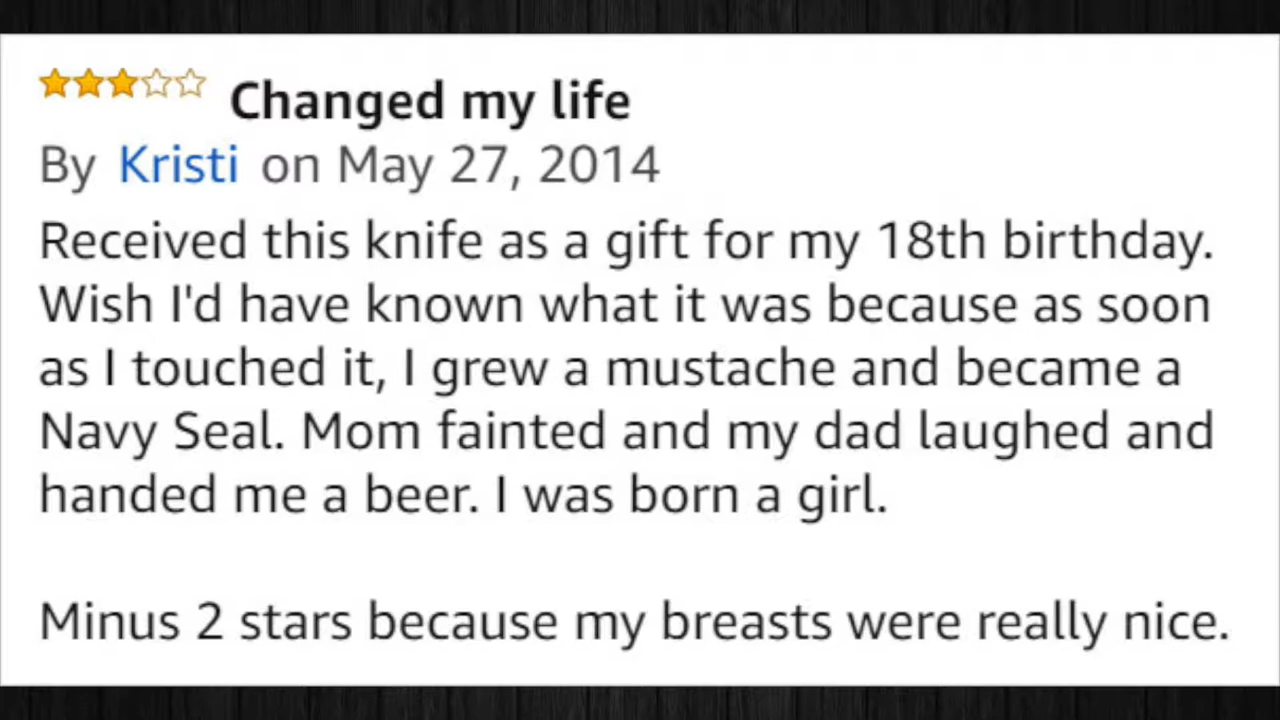 Changed my life
By Kristi on May 27, 2014
Received this knife as a gift for my 18th birthday.
Wish I'd have known what it was because as soon
as I touched it, I grew a mustache and became a
Navy Seal. Mom fainted and my dad laughed and
handed me a beer. I was born a girl.
Minus 2 stars because my breasts were really nice.